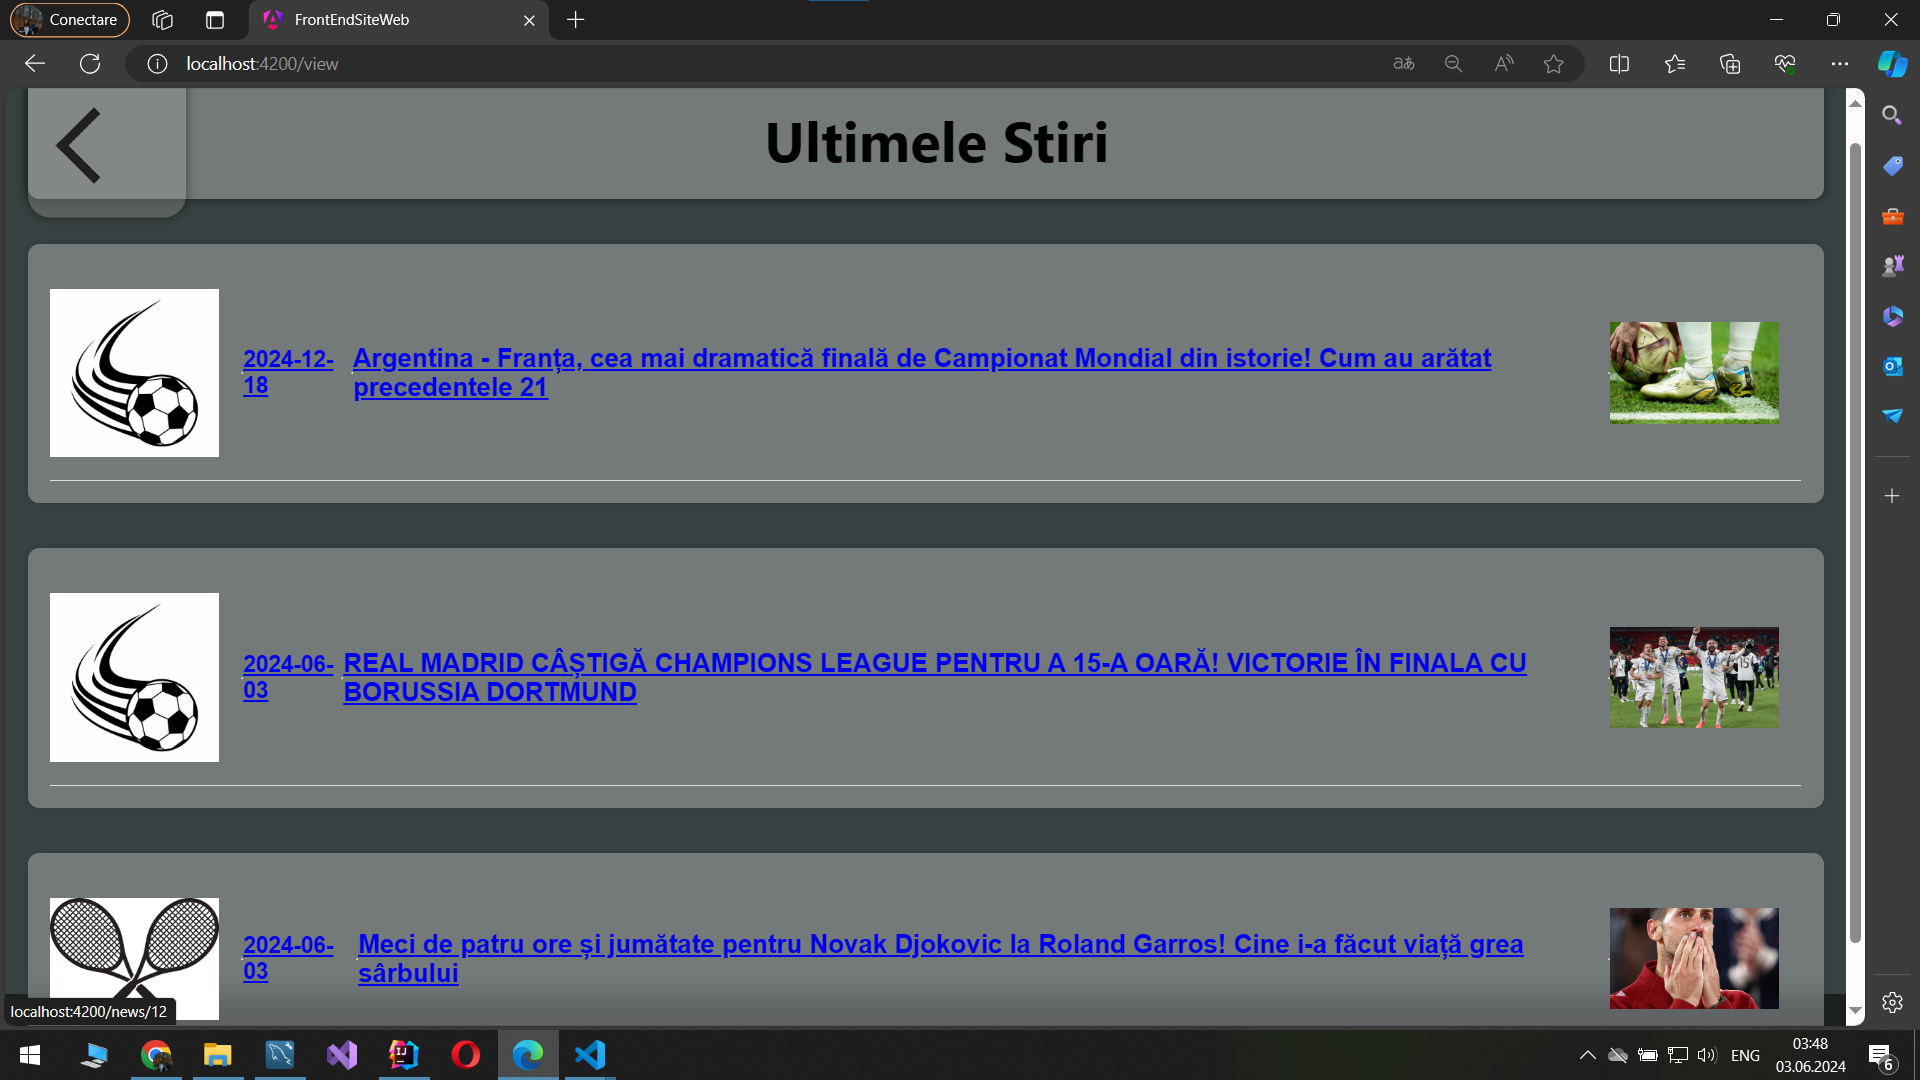 Conectare
FrontEndSiteWeb
localhost:4200/view
aあ
Ultimele Stiri
2024-12-
18
Argentina - Franța, cea mai dramatică finală de Campionat Mondial din istorie! Cum au arătat
precedentele 21
2024-06-
03
REAL MADRID CÂȘTIGĂ CHAMPIONS LEAGUE PENTRU A 15-A OARĂ! VICTORIE ÎN FINALA CU
BORUSSIA DORTMUND
2024-06-
03
Meci de patru ore și jumătate pentru Novak Djokovic la Roland Garros! Cine i-a făcut viață grea
sârbului
localhost:4200/news/12
ENG
03:48
03.06.2024
6